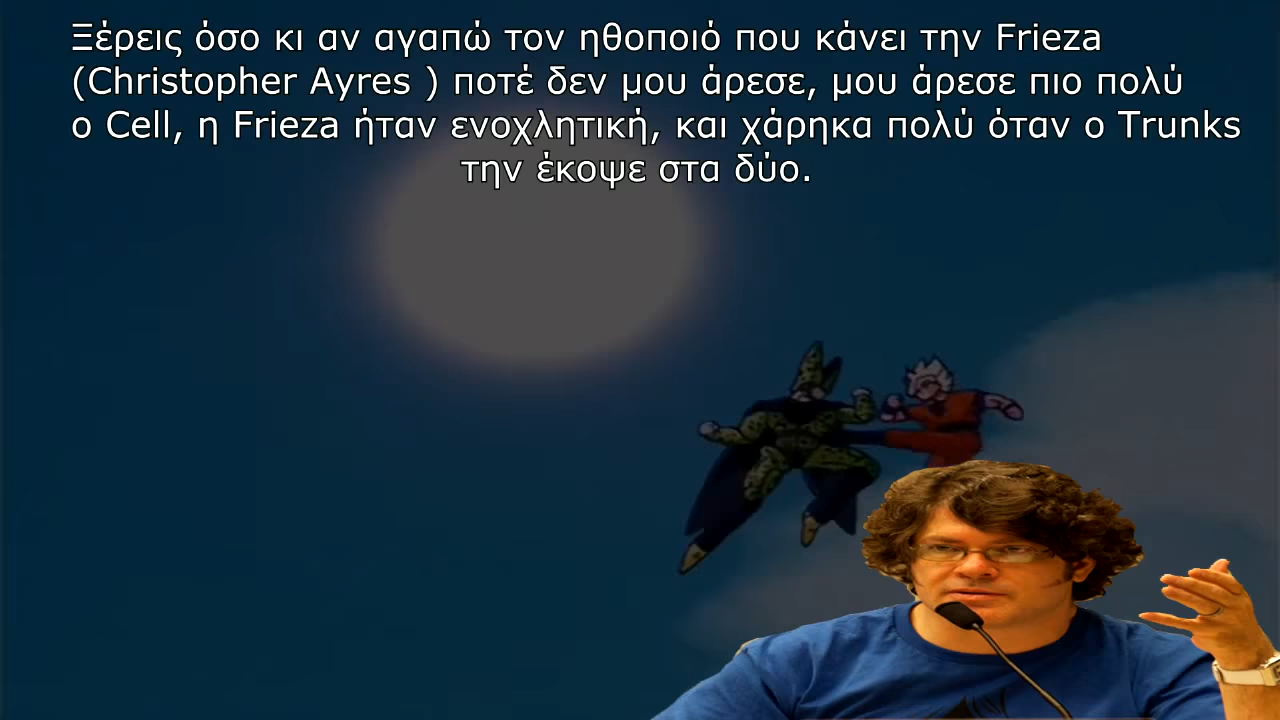 Ξέρεις όσο κι αν αγαπώ τον ηθοποιό που κάνει την Frieza
(Christopher Ayres ) ποτέ δεν μου άρεσε, μου άρεσε πιο πολύ
ο Cell, η Frieza ήταν ενοχλητική, και χάρηκα πολύ όταν ο Trunks
την έκοψε στα δύο.